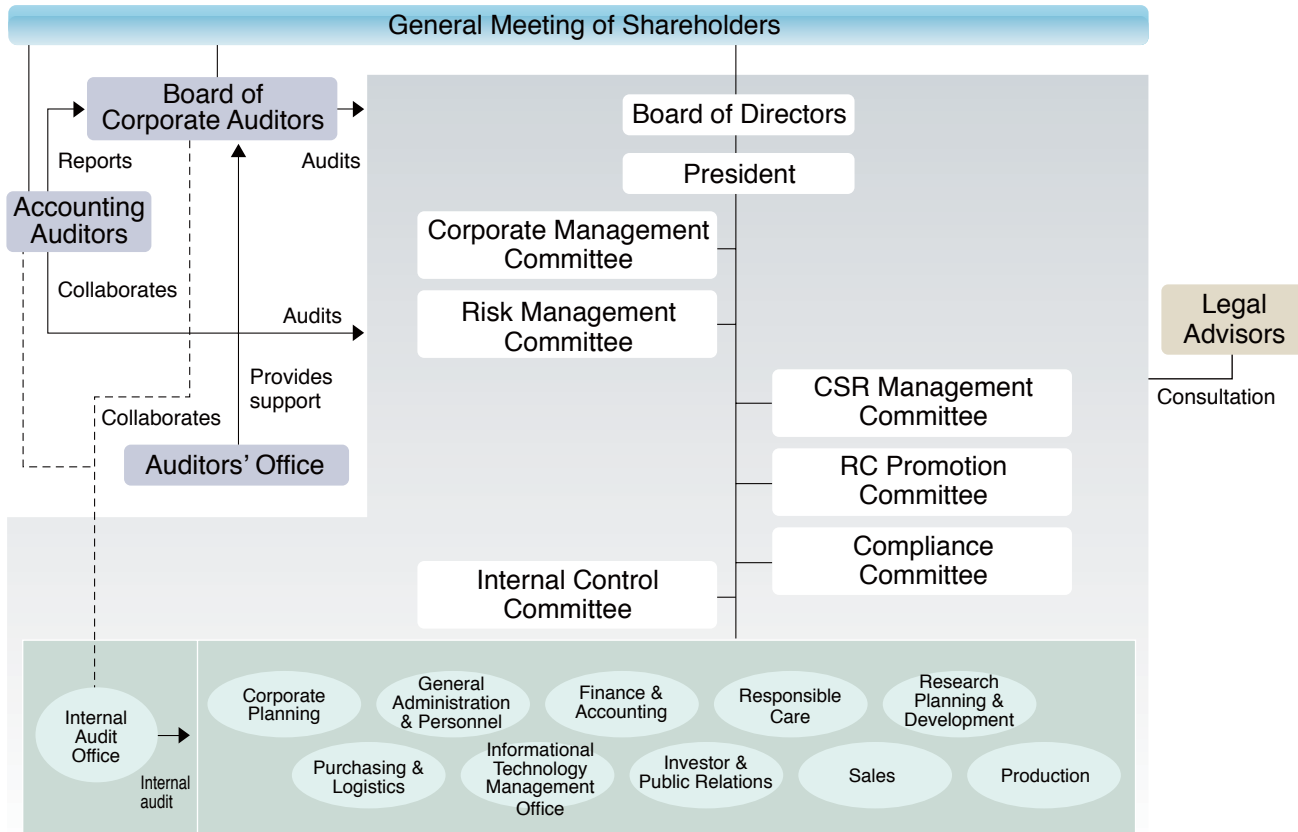 General Meeting of Shareholders
Board of
Corporate Auditors
Board of Directors
Reports
Audits
President
Accounting
Auditors
Corporate Management
Committee
Collaborates
Audits
Risk Management
Committee
Legal
Advisors
Provides
support
Consultation
CSR Management
Committee
Collaborates
Auditors’ Office
RC Promotion
Committee
Compliance
Committee
Internal Control
Committee
Internal
Audit
Office
Internal
audit
Corporate
Planning
General
Administration
& Personnel
Finance &
Accounting
Responsible
Care
Research
Planning &
Development
Purchasing &
Logistics
Informational
Technology
Management
Office
Investor &
Public Relations
Sales
Production